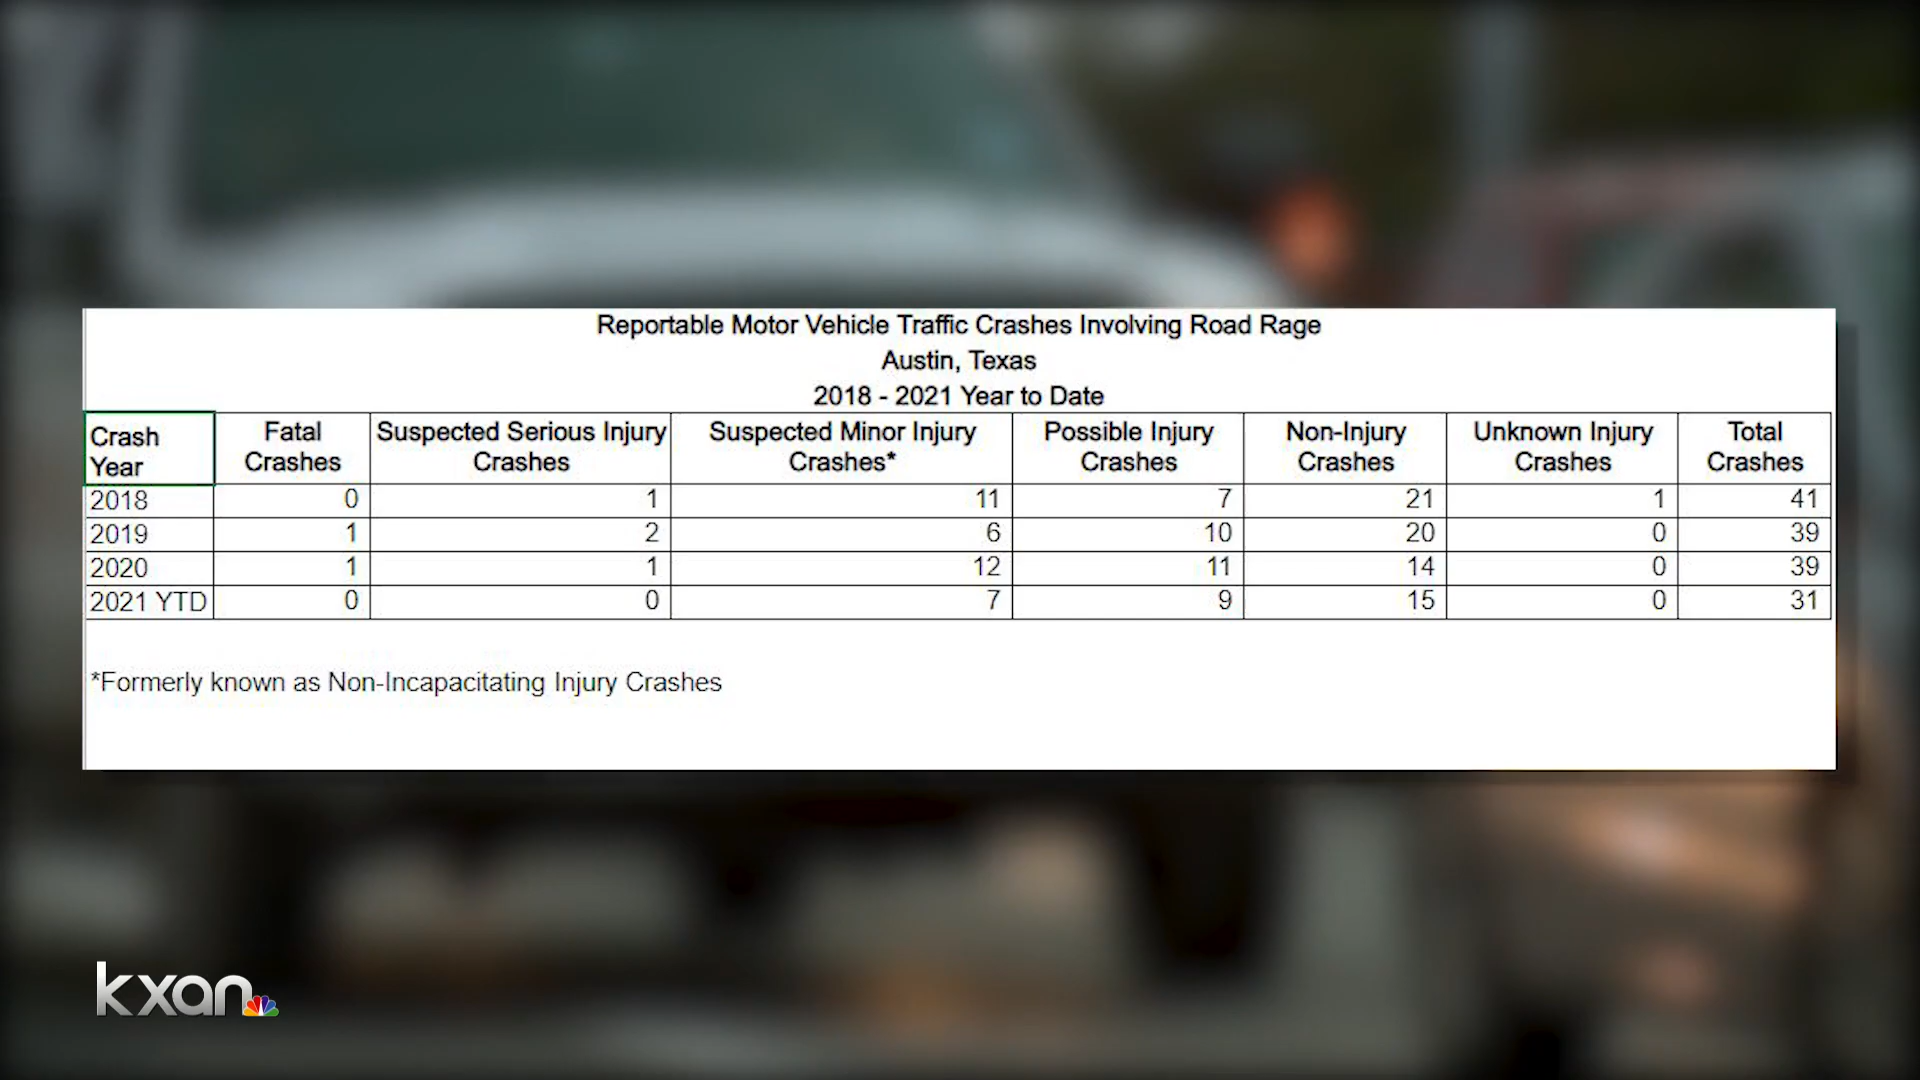 Reportable Motor Vehicle Traffic Crashes Involving Road Rage
Austin, Texas
2018 - 2021 Year to Date
Crash Year Fatal Crashes Suspected Serious Injury Crashes Suspected Minor Injury Crashes* Possible Injury Crashes Non-Injury Crashes Unknown Injury Crashes Total Crashes
2018 0 1 11 7 21 1 41
2019 1 2 6 10 20 0 39
2020 1 1 12 11 14 0 39
2021 YTD 0 0 7 9 15 0 31
*Formerly known as Non-Incapacitating Injury Crashes
kxan